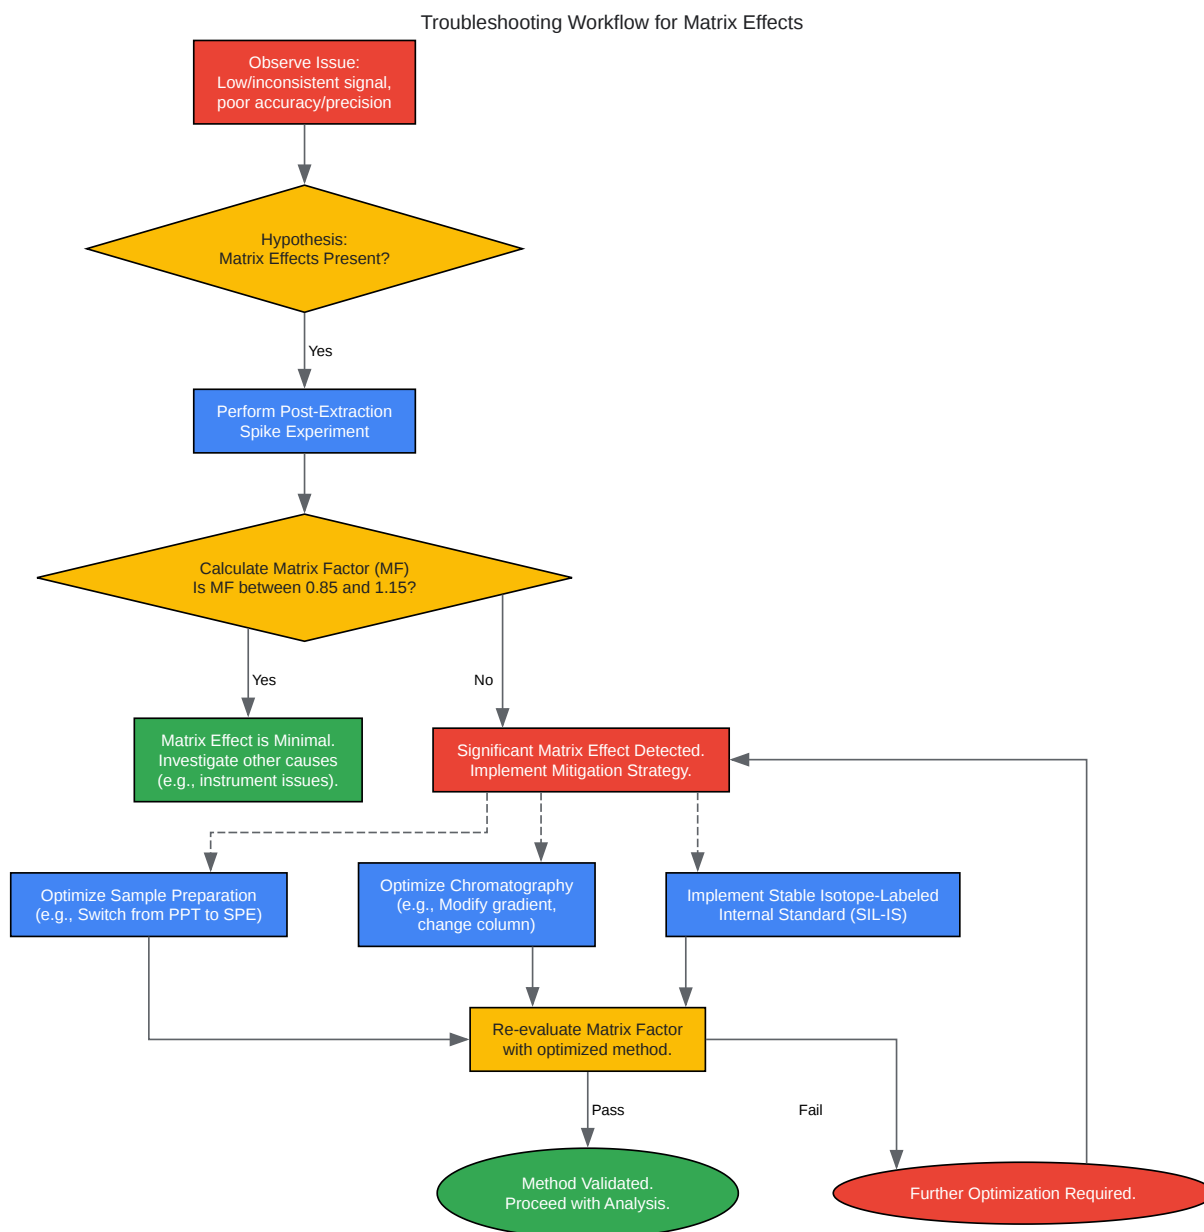 Troubleshooting Workflow for Matrix Effects
Observe Issue:
Low/inconsistent signal,
poor accuracy/precision
Hypothesis:
Matrix Effects Present?
Yes
Perform Post-Extraction
Spike Experiment
Calculate Matrix Factor (MF)
Is MF between 0.85 and 1.15?
Yes
No
Matrix Effect is Minimal.
Investigate other causes
(e.g., instrument issues).
Significant Matrix Effect Detected.
Implement Mitigation Strategy.
Optimize Sample Preparation
(e.g., Switch from PPT to SPE)
Optimize Chromatography
(e.g., Modify gradient,
change column)
Implement Stable Isotope-Labeled
Internal Standard (SIL-IS)
Re-evaluate Matrix Factor
with optimized method.
Pass
Fail
Method Validated.
Proceed with Analysis.
Further Optimization Required.